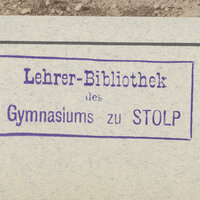 Lehrer-Bibliothek
des
Gymnasiums zu STOLP